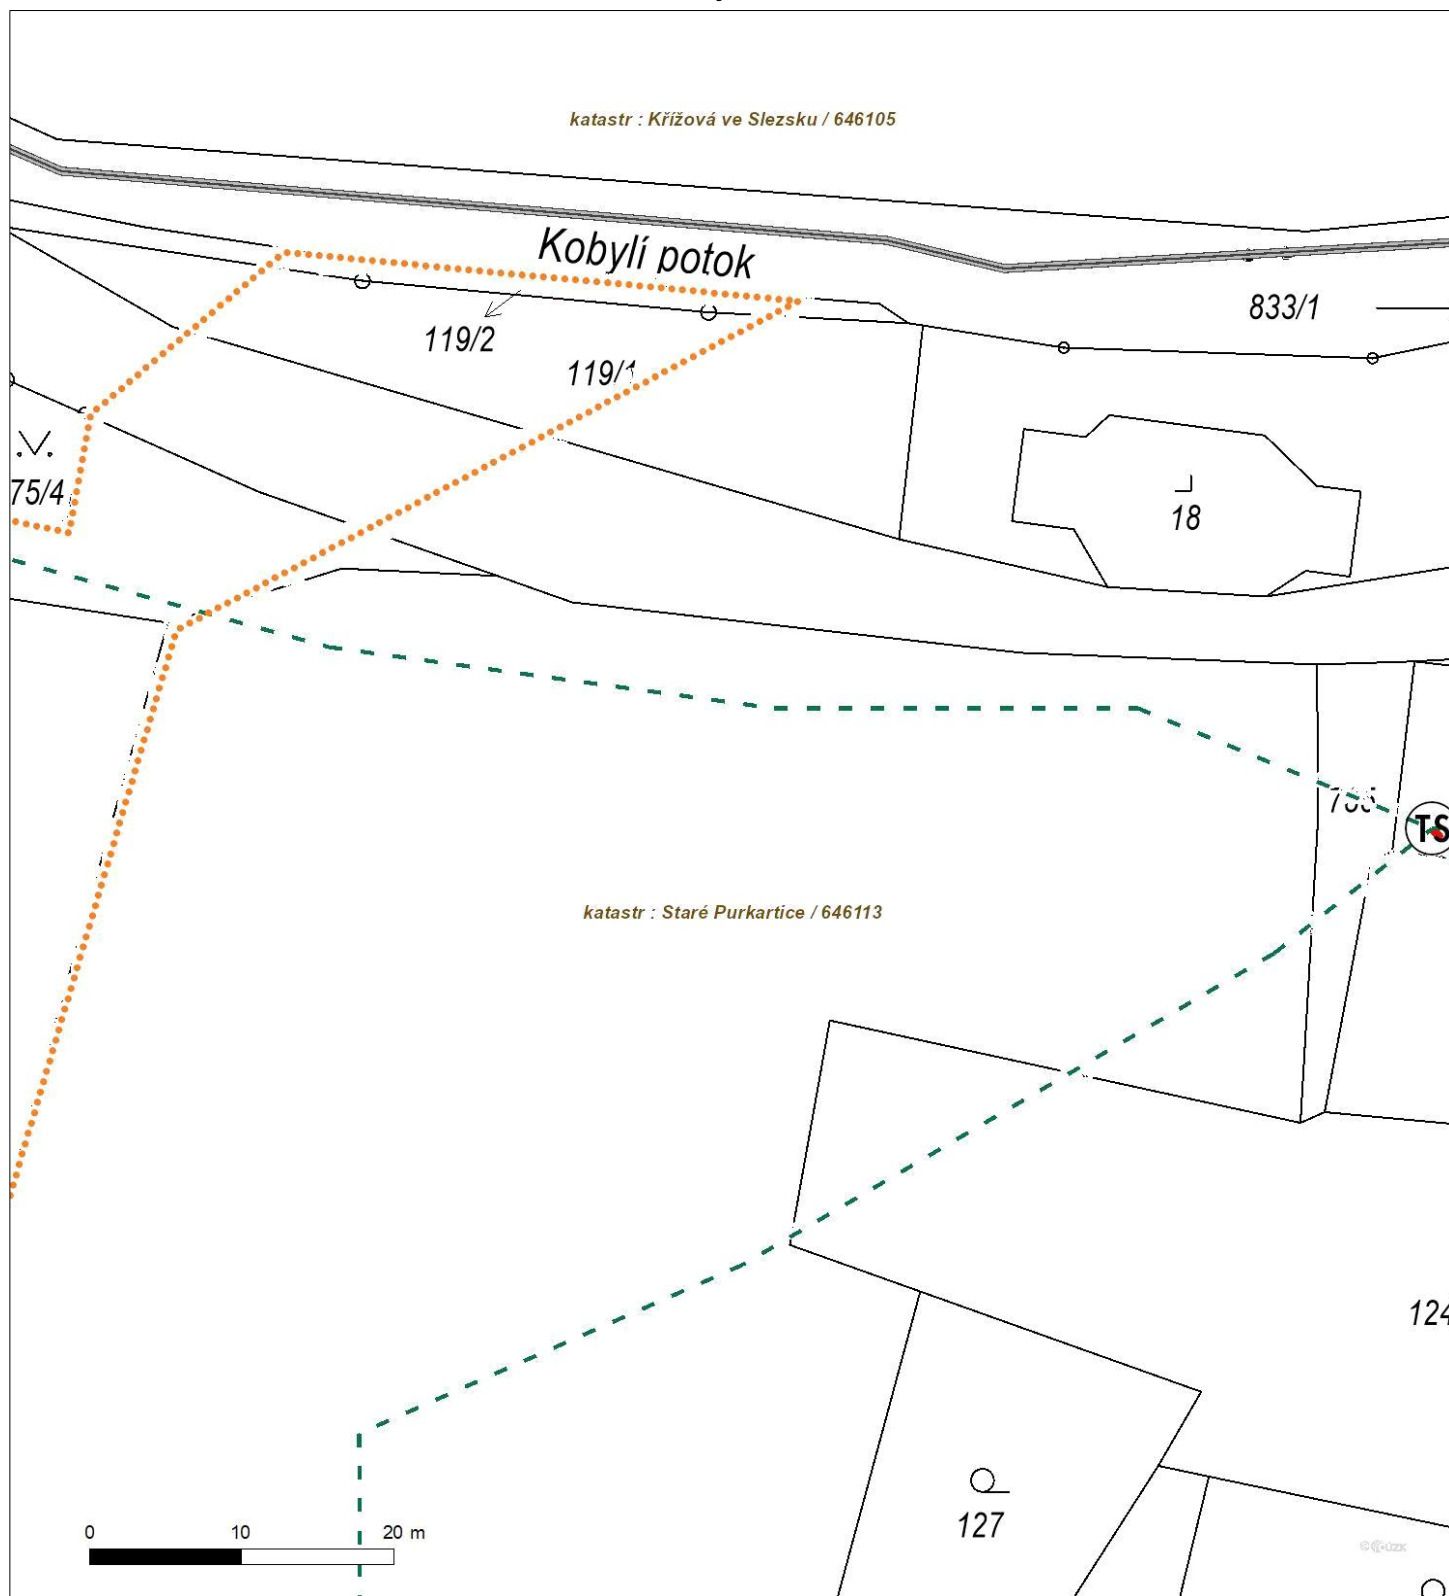 katastr : Křížová ve Slezsku / 646105
Kobylí potok
833/1
119/2
119/1
75/4
18
TS
katastr : Staré Purkartice / 646113
124
127
0 10 20 m